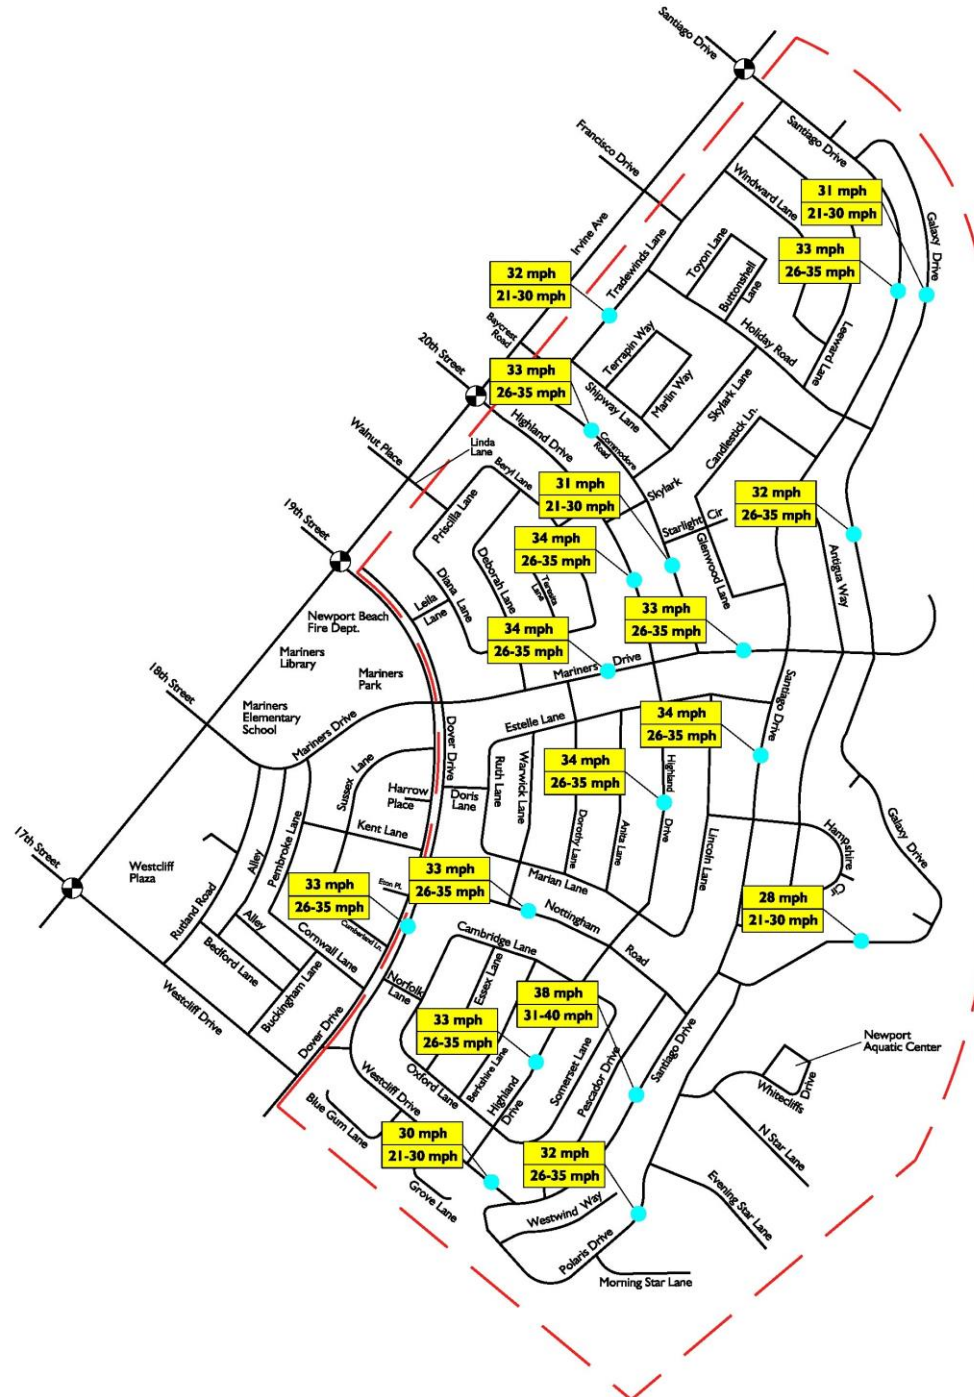 Santiago Drive
Francisco Drive
Irvine Ave
Santiago Drive
Windward Lane
31 mph
21-30 mph
Galaxy Drive
Toyon Lane
Buttonshell
Lane
33 mph
26-35 mph
Tradewinds Lane
32 mph
21-30 mph
Baycrest
Road
Holiday Road
Leeward Lane
20th Street
Terrapin Way
Marlin Way
Shipway Lane
Skylark Lane
33 mph
26-35 mph
Highland Drive
Commodore
Road
Candlestick Ln.
Walnut Place
Linda
Lane
Beryl Lane
Priscilla Lane
31 mph
21-30 mph
Skylark
Starlight Cir
32 mph
26-35 mph
19th Street
34 mph
26-35 mph
Glenwood Lane
Antigua Way
Diana Lane
Deborah Lane
Teresita
Lane
Leila
Lane
Newport Beach
Fire Dept.
34 mph
26-35 mph
33 mph
26-35 mph
Mariners
Library
Mariners
Park
Mariners Drive
18th Street
Mariners
Elementary
School
Mariners Drive
Dover Drive
Estelle Lane
34 mph
26-35 mph
Santiago Drive
Sussex Lane
Harrow
Place
Doris
Lane
Ruth Lane
Warwick Lane
34 mph
26-35 mph
Highland
Drive
Dorothy Lane
Anita Lane
Lincoln Lane
Kent Lane
Pembroke Lane
Hampshire
Cir
Galaxy Drive
17th Street
Westcliff
Plaza
Alley
Rutland Road
33 mph
26-35 mph
Eton Pl.
33 mph
26-35 mph
Marian Lane
Nottingham
Road
28 mph
21-30 mph
Alley
Bedford Lane
Cumberland Ln.
Cornwall Lane
Buckingham Lane
Cambridge Lane
Norfolk
Lane
Essex Lane
38 mph
31-40 mph
Westcliff Drive
Dover Drive
33 mph
26-35 mph
Berkshire Lane
Highland
Drive
Oxford Lane
Somerset Lane
Pescador Drive
Santiago Drive
Newport
Aquatic Center
Whitecliffs
Drive
Westcliff Drive
Blue Gum Lane
30 mph
21-30 mph
32 mph
26-35 mph
N Star Lane
Grove Lane
Westwind Way
Evening Star Lane
Polaris Drive
Morning Star Lane